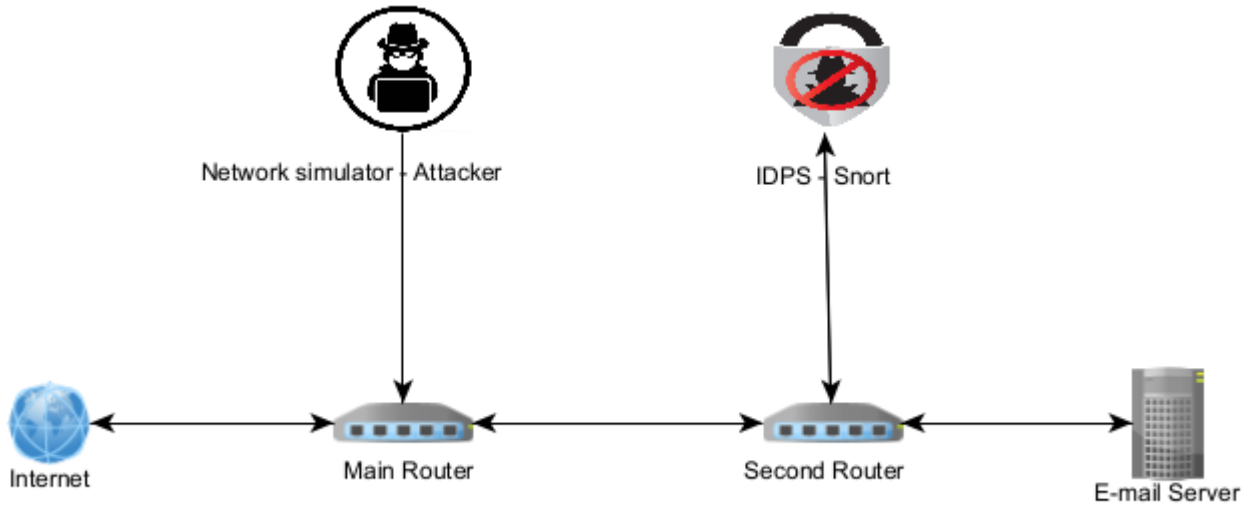 Network simulator - Attacker
IDPS - Snort
Internet
Main Router
Second Router
E-mail Server